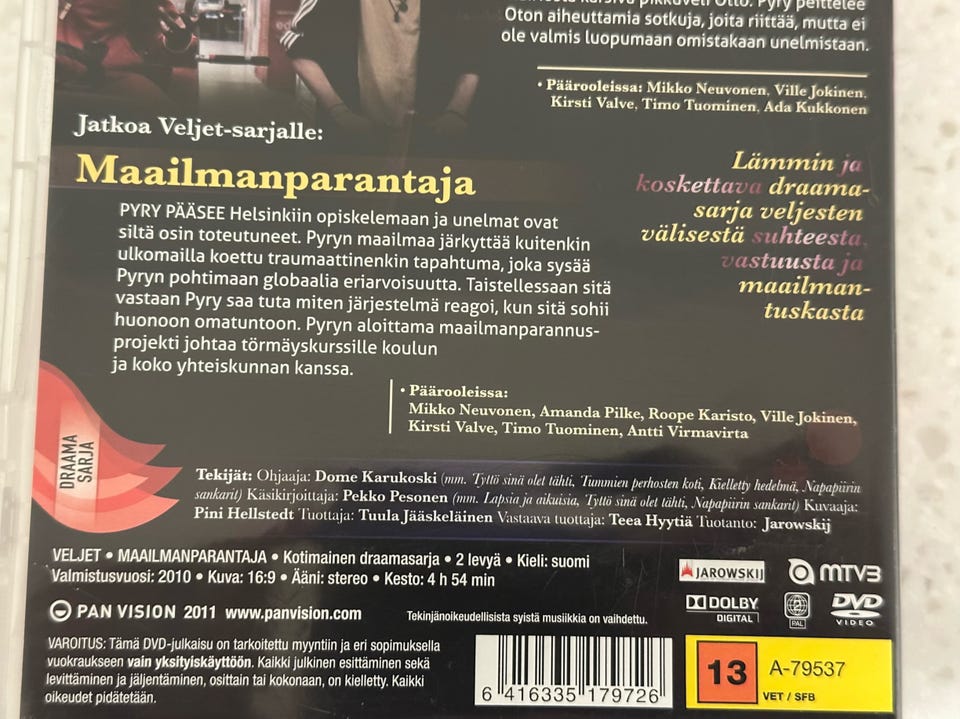 Oton aiheuttamia sotkuja, joita riittää, mutta ei
ole valmis luopumaan omistakaan unelmistaan.
• Päärooleissa: Mikko Neuvonen, Ville Jokinen,
Kirsti Valve, Timo Tuominen, Ada Kukkonen
Jatkoa Veljet-sarjalle:
Maailmanparantaja
PYRY PÄÄSEE Helsinkiin opiskelemaan ja unelmat ovat
siltä osin toteutuneet. Pyryn maailmaa järkyttää kuitenkin
ulkomailla koettu traumaattinenkin tapahtuma, joka sysää
Pyryn pohtimaan globaalia eriarvoisuutta. Taistellessaan sitä
vastaan Pyry saa tuta miten järjestelmä reagoi, kun sitä sohii
huonoon omatuntoon. Pyryn aloittama maailmanparannus-
projekti johtaa törmäyskurssille koulun
ja koko yhteiskunnan kanssa.
Lämmin ja
koskettava draama-
sarja veljesten
välisestä suhteesta,
vastuusta ja
maailman-
tuskasta
• Päärooleissa:
Mikko Neuvonen, Amanda Pilke, Roope Karisto, Ville Jokinen,
Kirsti Valve, Timo Tuominen, Antti Virmavirta
DRAAMA
SARJA
Tekijät: Ohjaaja: Dome Karukoski (mm. Tyttö sinä olet tähti, Tummien perhosten koti, Kielletty hedelmä, Napapiirin
sankarit) Käsikirjoittaja: Pekko Pesonen (mm. Lapsia ja aikuisia, Tyttö sinä olet tähti, Napapiirin sankarit) Kuvaaja:
Pini Hellstedt Tuottaja: Tuula Jääskeläinen Vastaava tuottaja: Teea Hyytiä Tuotanto: Jarowskij
VELJET • MAAILMANPARANTAJA • Kotimainen draamasarja • 2 levyä • Kieli: suomi
Valmistusvuosi: 2010 • Kuva: 16:9 • Ääni: stereo • Kesto: 4 h 54 min
JAROWSKIJ
MTV3
PAN VISION 2011 www.panvision.com
Tekijänoikeudellisista syistä musiikkia on vaihdettu.
DOLBY
DIGITAL
2
PAL
DVD
VIDEO
VAROITUS: Tämä DVD-julkaisu on tarkoitettu myyntiin ja eri sopimuksella
vuokraukseen vain yksityiskäyttöön. Kaikki julkinen esittäminen sekä
levittäminen ja jäljentäminen, osittain tai kokonaan, on kielletty. Kaikki
oikeudet pidätetään.
6 416335 179726
13
A-79537
VET / SFB